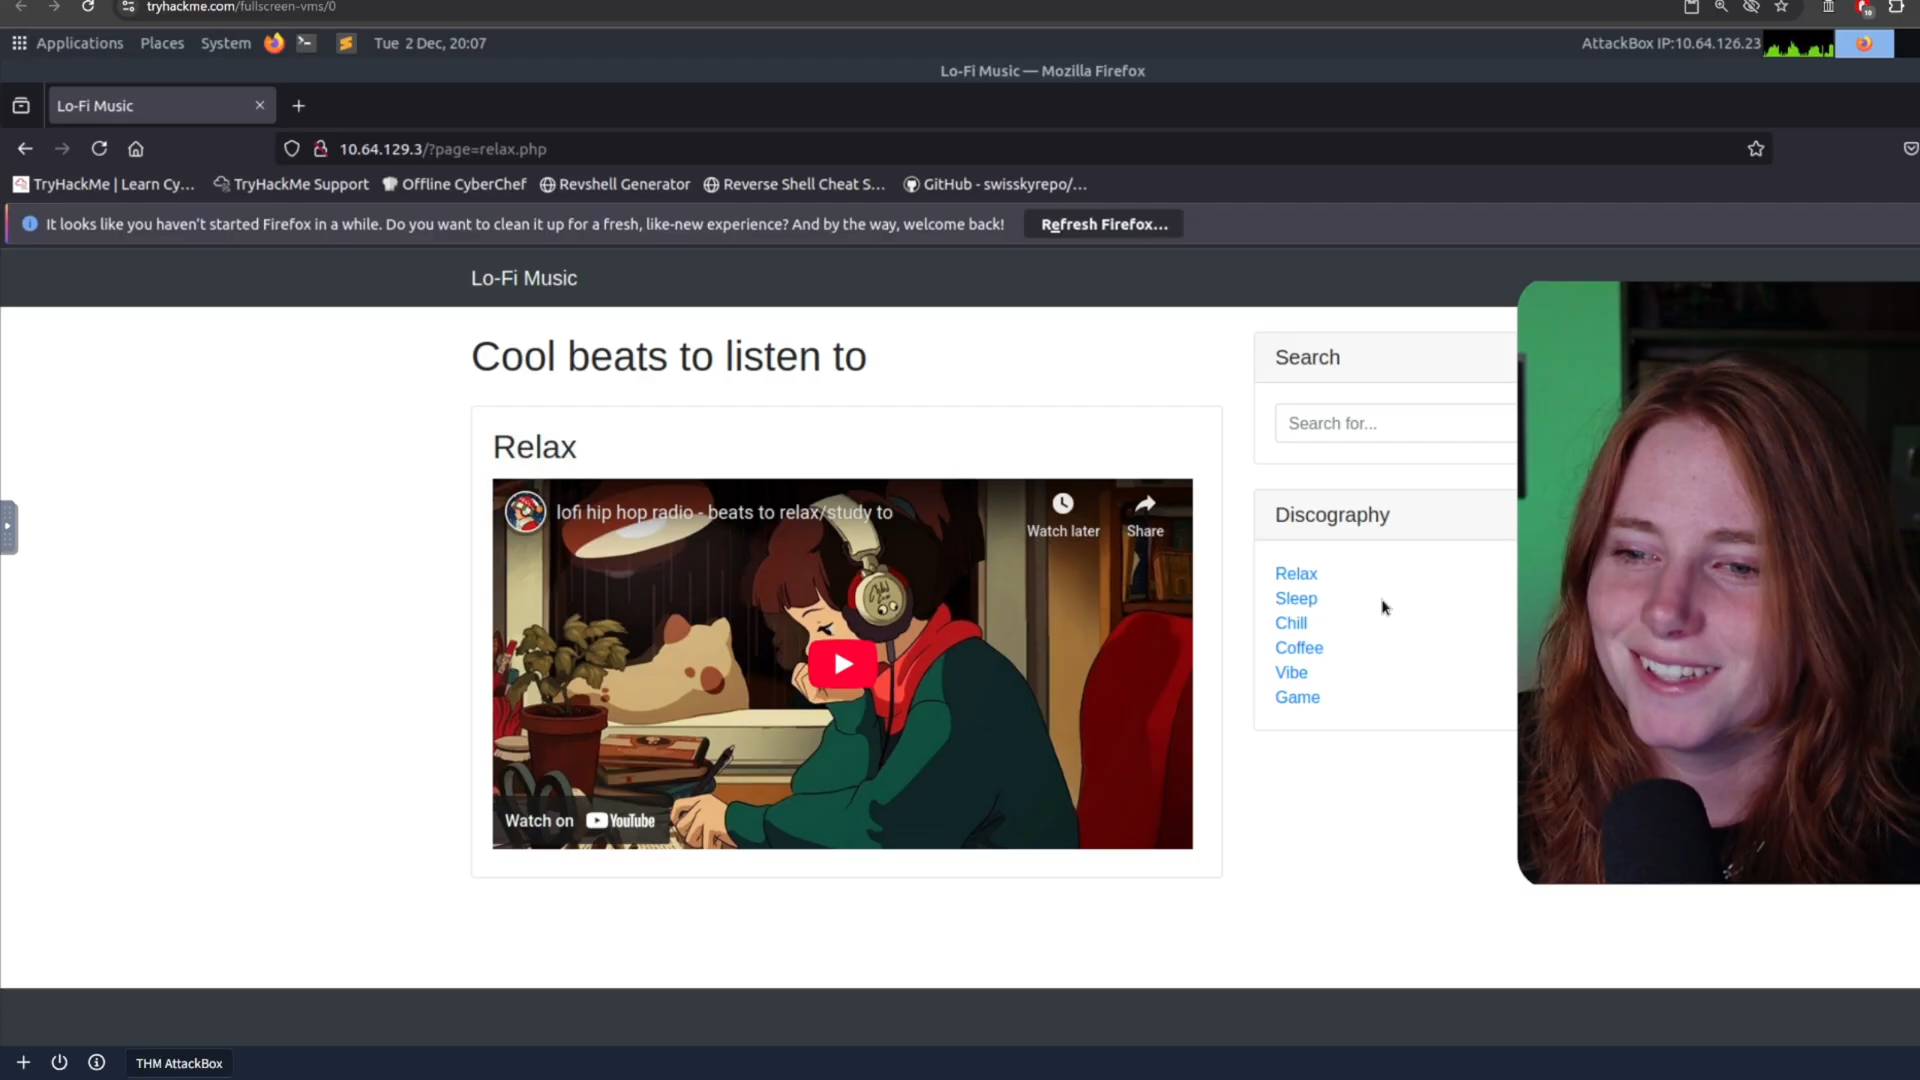 tryhackme.com/fullscreen-vms/0
10
Applications Places System Tue 2 Dec, 20:07 AttackBox IP:10.64.126.23
Lo-Fi Music — Mozilla Firefox
Lo-Fi Music
10.64.129.3/?page=relax.php
TryHackMe | Learn Cy... TryHackMe Support Offline CyberChef Revshell Generator Reverse Shell Cheat S... GitHub - swisskyrepo/...
It looks like you haven't started Firefox in a while. Do you want to clean it up for a fresh, like-new experience? And by the way, welcome back! Refresh Firefox...
Lo-Fi Music
Cool beats to listen to
Relax
lofi hip hop radio - beats to relax/study to
Watch later Share
Watch on YouTube
Search
Search for...
Discography
Relax
Sleep
Chill
Coffee
Vibe
Game
THM AttackBox